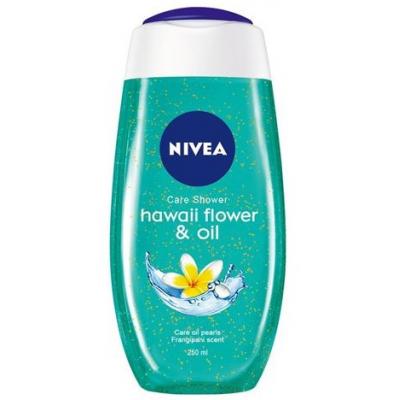 NIVEA
Care Shower
hawaii flower
& oil
Care oil pearls
Frangipani scent
250 ml